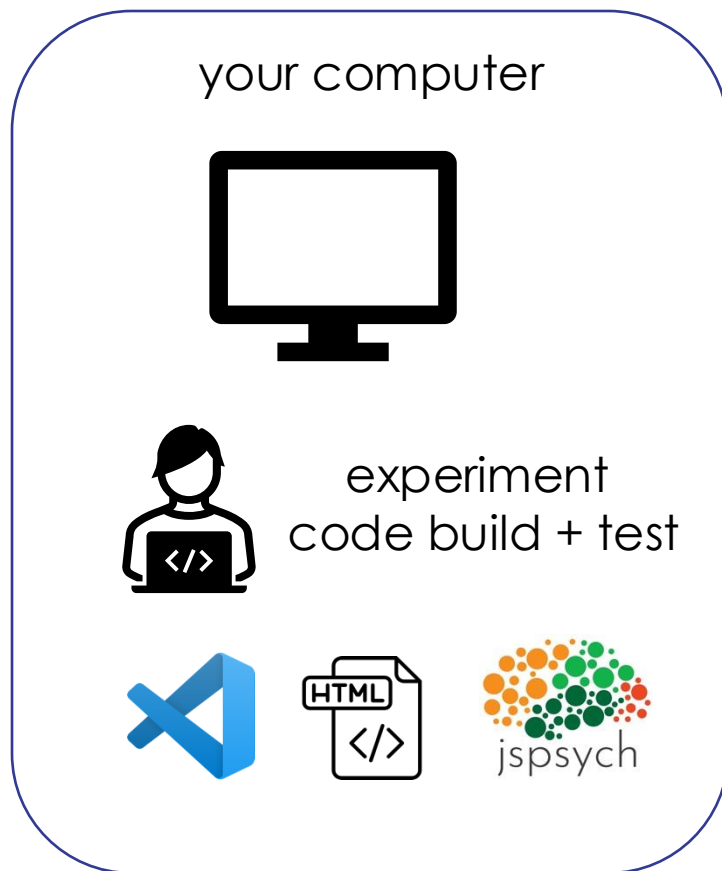 your computer
experiment
code build + test
</>
HTML
</>
jspsych